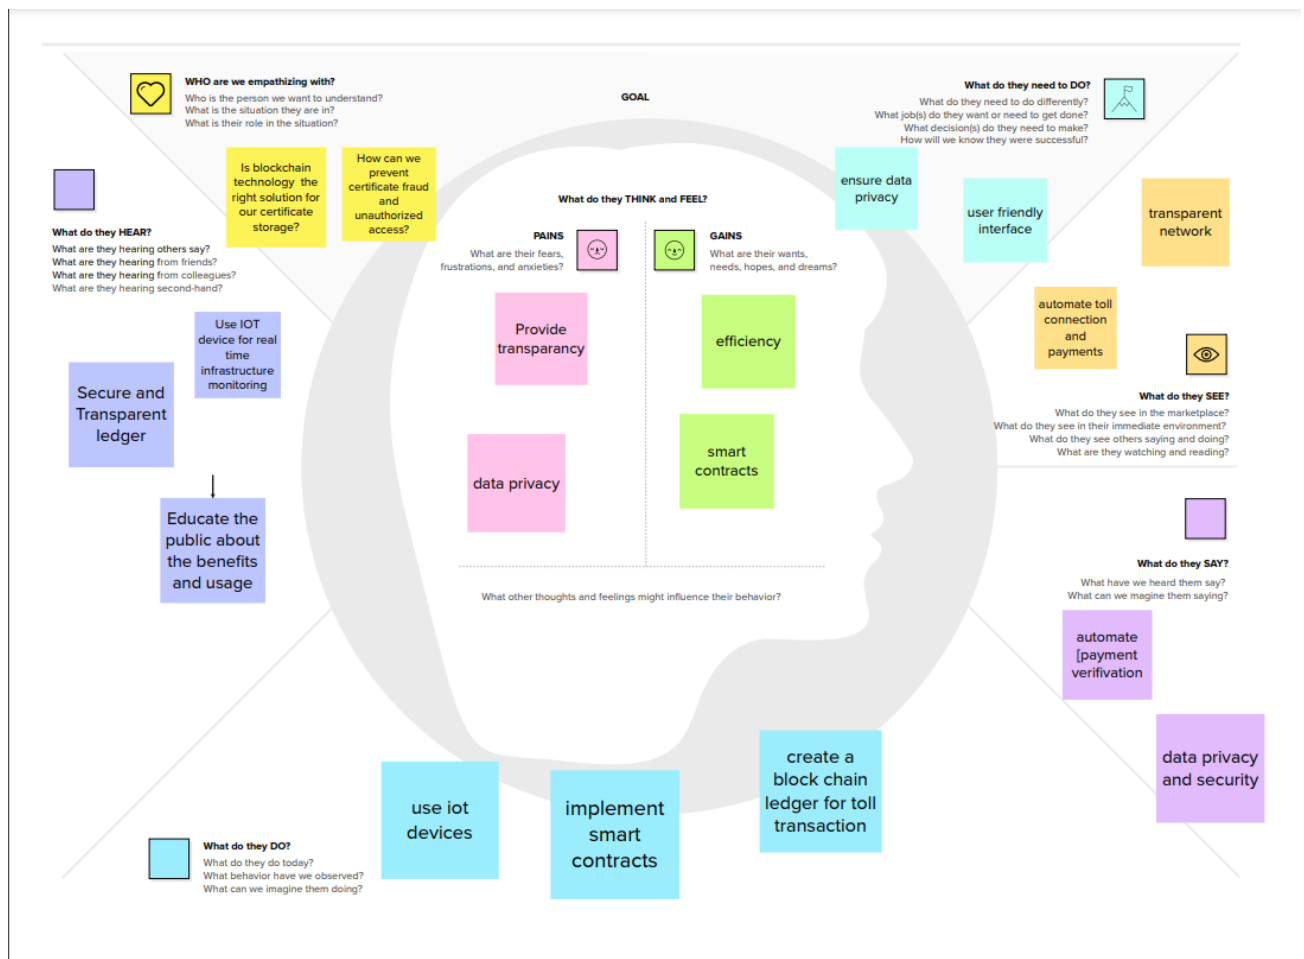 WHO are we empathizing with?
Who is the person we want to understand?
What is the situation they are in?
What is their role in the situation?
GOAL
What do they need to DO?
What do they need to do differently?
What job(s) do they want or need to get done?
What decision(s) do they need to make?
How will we know they were successful?
Is blockchain
technology the
right solution for
our certificate
storage?
How can we
prevent
certificate fraud
and
unauthorized
access?
ensure data
privacy
user friendly
interface
transparent
network
What do they HEAR?
What are they hearing others say?
What are they hearing from friends?
What are they hearing from colleagues?
What are they hearing second-hand?
Use IOT
device for real
time
infrastructure
monitoring
Secure and
Transparent
ledger
Educate the
public about
the benefits
and usage
What do they THINK and FEEL?
PAINS
What are their fears,
frustrations, and anxieties?
GAINS
What are their wants,
needs, hopes, and dreams?
Provide
transparancy
efficiency
data privacy
smart
contracts
What other thoughts and feelings might influence their behavior?
automate toll
connection
and
payments
What do they SEE?
What do they see in the marketplace?
What do they see in their immediate environment?
What do they see others saying and doing?
What are they watching and reading?
What do they SAY?
What have we heard them say?
What can we magine them saying?
automate
[payment
verifivation
data privacy
and security
What do they DO?
What do they do today?
What behavior have we observed?
What can we imagine them doing?
use iot
devices
implement
smart
contracts
create a
block chain
ledger for toll
transaction